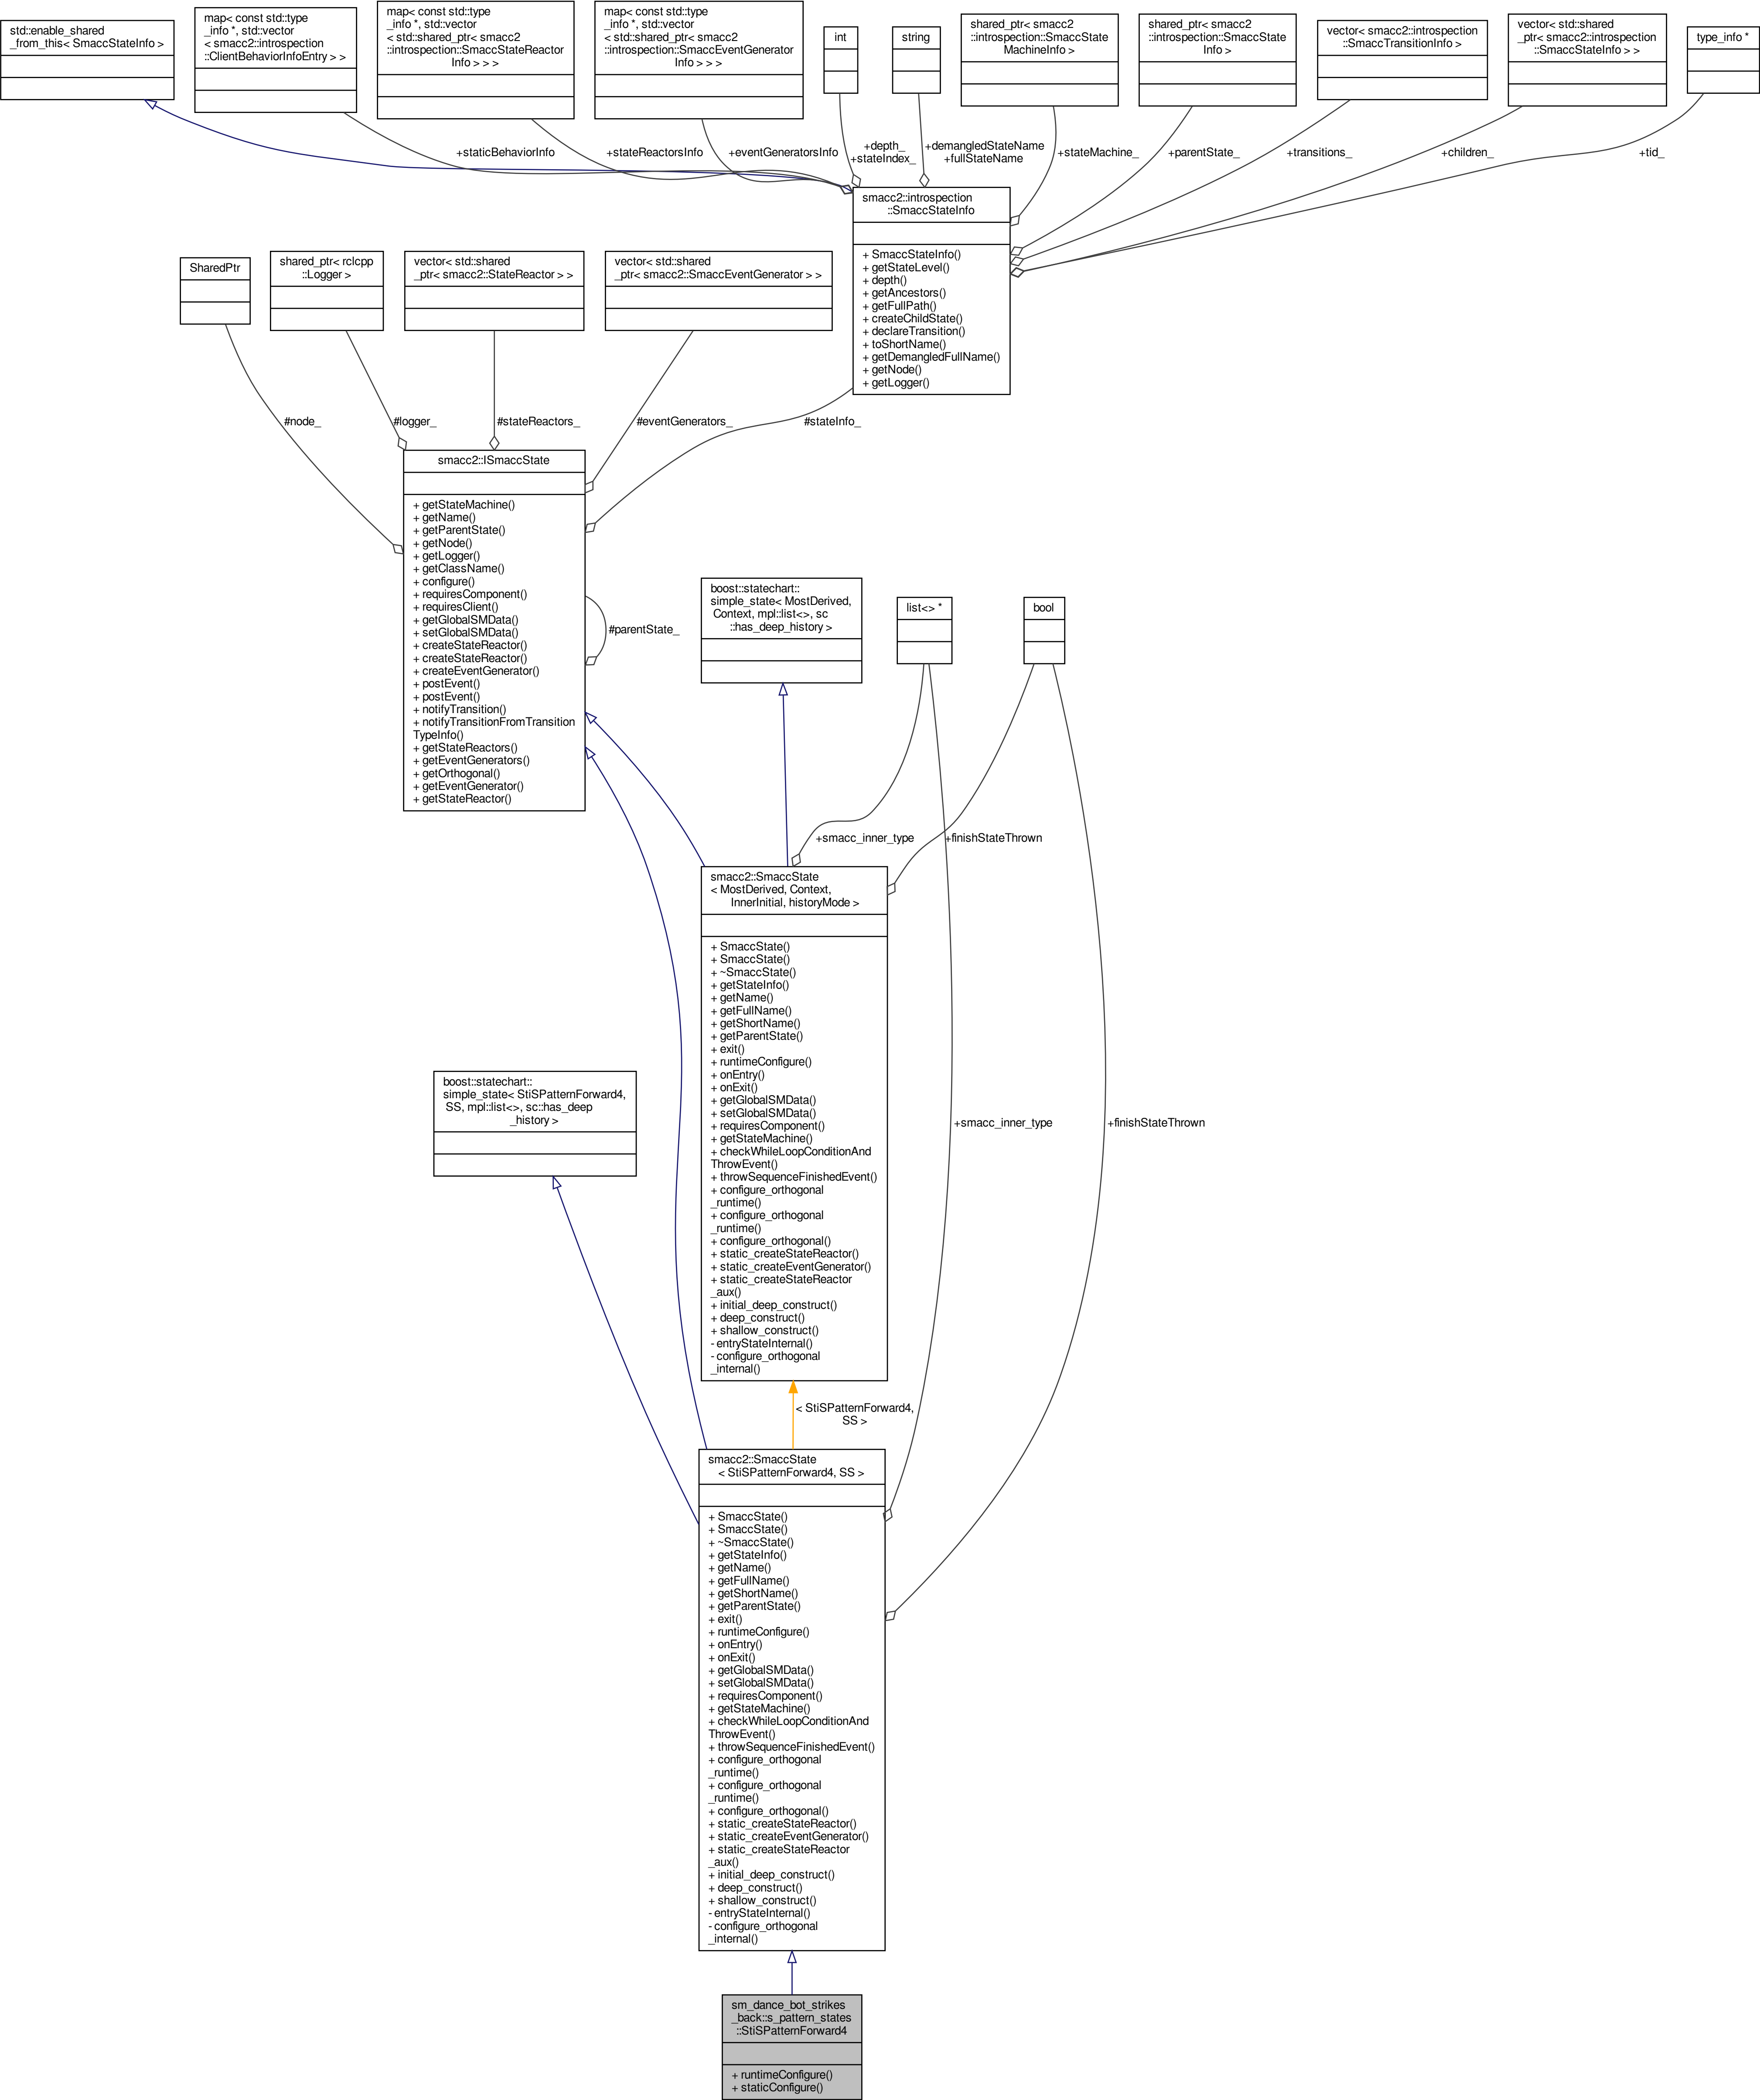 std::enable_shared
_from_this< SmaccStateInfo >
map< const std::type
_info *, std::vector
< smacc2::introspection
::ClientBehaviorInfoEntry > >
map< const std::type
_info *, std::vector
< std::shared_ptr< smacc2
::introspection::SmaccStateReactor
Info > > >
map< const std::type
_info *, std::vector
< std::shared_ptr< smacc2
::introspection::SmaccEventGenerator
Info > > >
int
string
shared_ptr< smacc2
::introspection::SmaccState
MachineInfo >
shared_ptr< smacc2
::introspection::SmaccState
Info >
vector< smacc2::introspection
::SmaccTransitionInfo >
vector< std::shared
_ptr< smacc2::introspection
::SmaccStateInfo > >
type_info *
+staticBehaviorInfo
+stateReactorsInfo
+eventGeneratorsInfo
+depth_
+stateIndex_
+demangledStateName
+fullStateName
+stateMachine_
+parentState_
+transitions_
+children_
+tid_
smacc2::introspection
::SmaccStateInfo
+ SmaccStateInfo()
+ getStateLevel()
+ depth()
+ getAncestors()
+ getFullPath()
+ createChildState()
+ declareTransition()
+ toShortName()
+ getDemangledFullName()
+ getNode()
+ getLogger()
SharedPtr
shared_ptr< rclcpp
::Logger >
vector< std::shared
_ptr< smacc2::StateReactor > >
vector< std::shared
_ptr< smacc2::SmaccEventGenerator > >
#node_
#logger_
#stateReactors_
#eventGenerators_
#stateInfo_
smacc2::ISmaccState
+ getStateMachine()
+ getName()
+ getParentState()
+ getNode()
+ getLogger()
+ getClassName()
+ configure()
+ requiresComponent()
+ requiresClient()
+ getGlobalSMData()
+ setGlobalSMData()
+ createStateReactor()
+ createStateReactor()
+ createEventGenerator()
+ postEvent()
+ postEvent()
+ notifyTransition()
+ notifyTransitionFromTransition
TypeInfo()
+ getStateReactors()
+ getEventGenerators()
+ getOrthogonal()
+ getEventGenerator()
+ getStateReactor()
#parentState_
boost::statechart::
simple_state< MostDerived,
Context, mpl::list<>, sc
::has_deep_history >
list<> *
bool
+smacc_inner_type
+finishStateThrown
smacc2::SmaccState
< MostDerived, Context,
InnerInitial, historyMode >
+ SmaccState()
+ SmaccState()
+ ~SmaccState()
+ getStateInfo()
+ getName()
+ getFullName()
+ getShortName()
+ getParentState()
+ exit()
+ runtimeConfigure()
+ onEntry()
+ onExit()
+ getGlobalSMData()
+ setGlobalSMData()
+ requiresComponent()
+ getStateMachine()
+ checkWhileLoopConditionAnd
ThrowEvent()
+ throwSequenceFinishedEvent()
+ configure_orthogonal
_runtime()
+ configure_orthogonal
_runtime()
+ configure_orthogonal()
+ static_createStateReactor()
+ static_createEventGenerator()
+ static_createStateReactor
_aux()
+ initial_deep_construct()
+ deep_construct()
+ shallow_construct()
- entryStateInternal()
- configure_orthogonal
_internal()
boost::statechart::
simple_state< StiSPatternForward4,
SS, mpl::list<>, sc::has_deep
_history >
+smacc_inner_type
+finishStateThrown
< StiSPatternForward4,
SS >
smacc2::SmaccState
< StiSPatternForward4, SS >
+ SmaccState()
+ SmaccState()
+ ~SmaccState()
+ getStateInfo()
+ getName()
+ getFullName()
+ getShortName()
+ getParentState()
+ exit()
+ runtimeConfigure()
+ onEntry()
+ onExit()
+ getGlobalSMData()
+ setGlobalSMData()
+ requiresComponent()
+ getStateMachine()
+ checkWhileLoopConditionAnd
ThrowEvent()
+ throwSequenceFinishedEvent()
+ configure_orthogonal
_runtime()
+ configure_orthogonal
_runtime()
+ configure_orthogonal()
+ static_createStateReactor()
+ static_createEventGenerator()
+ static_createStateReactor
_aux()
+ initial_deep_construct()
+ deep_construct()
+ shallow_construct()
- entryStateInternal()
- configure_orthogonal
_internal()
sm_dance_bot_strikes
_back::s_pattern_states
::StiSPatternForward4
+ runtimeConfigure()
+ staticConfigure()